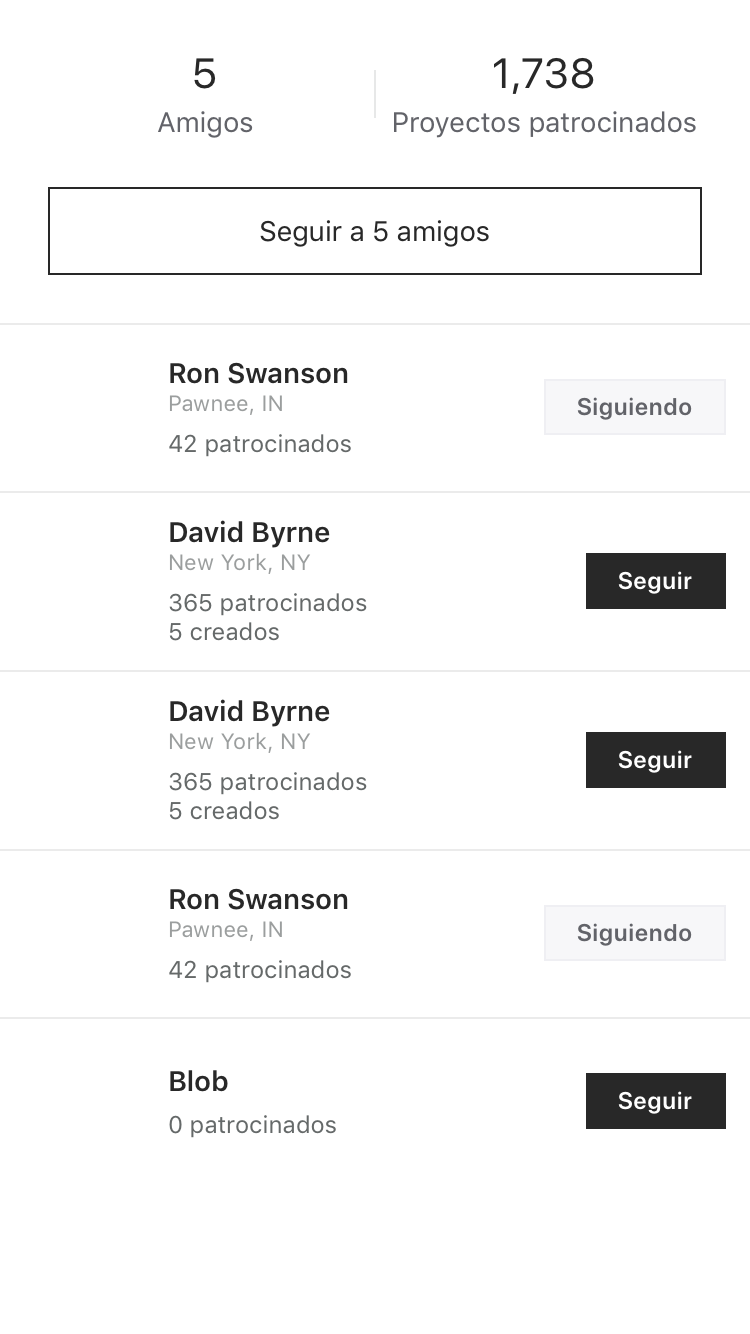 5
Amigos
1,738
Proyectos patrocinados
Seguir a 5 amigos
Ron Swanson
Pawnee, IN
42 patrocinados
Siguiendo
David Byrne
New York, NY
365 patrocinados
5 creados
Seguir
David Byrne
New York, NY
365 patrocinados
5 creados
Seguir
Ron Swanson
Pawnee, IN
42 patrocinados
Siguiendo
Blob
0 patrocinados
Seguir